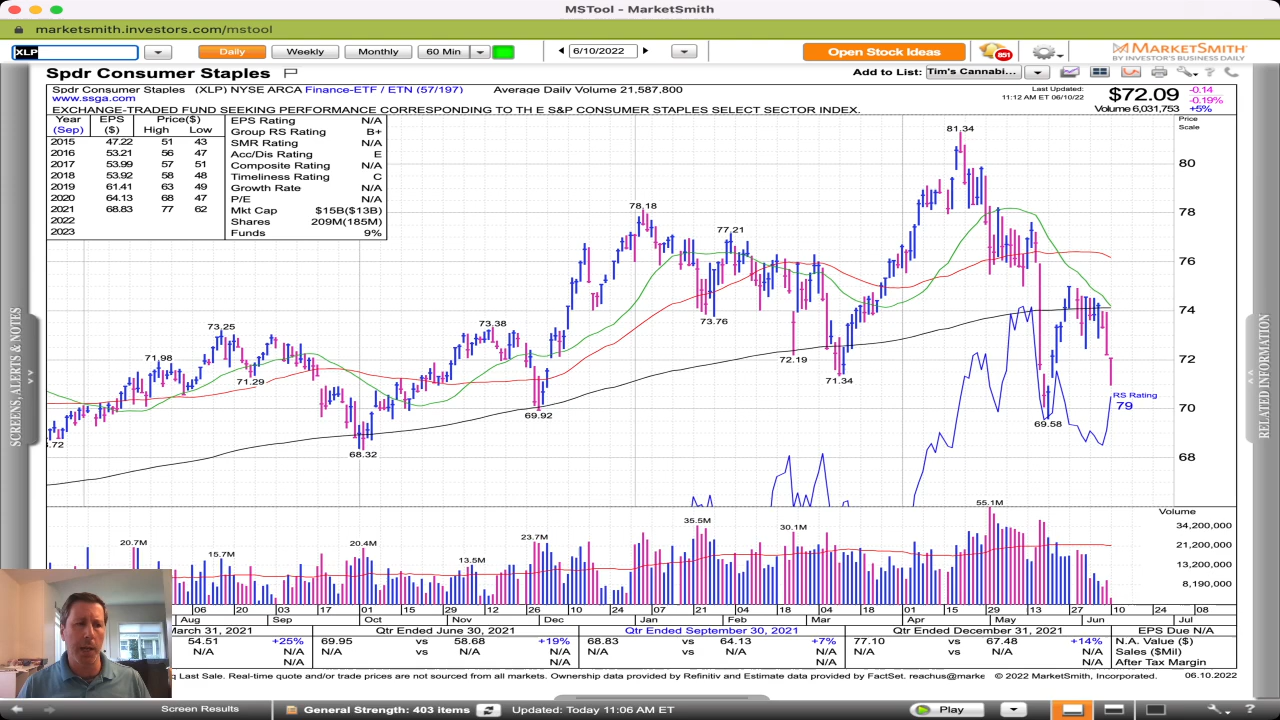 MSTool - MarketSmith
marketsmith.investors.com/mstool
XLP Daily Weekly Monthly 60 Min 6/10/2022 Open Stock Ideas 851 MARKETSMITH
BY INVESTOR'S BUSINESS DAILY
Spdr Consumer Staples Add to List: Tim's Cannabi...
Spdr Consumer Staples (XLP) NYSE ARCA Finance-ETF / ETN (57/197) Average Daily Volume 21,587,800 Last Updated: $72.09 -0.14
www.ssga.com 11:12 AM ET 06/10/22 -0.19%
EXCHANGE-TRADED FUND SEEKING PERFORMA CORRESPONDING TOTH E S&P CONSUMER STAPLES SELECT SECTOR INDEX. Volume 6,031,753 +5%
Year EPS Price($)
(Sep) ($) High Low
2015 47.22 51 43
2016 53.21 56 47
2017 53.99 57 51
2018 53.92 58 48
2019 61.41 63 49
2020 64.13 68 47
2021 68.83 77 62
2022
2023
EPS Rating N/A
Group RS Rating B+
SMR Rating N/A
Acc/Dis Rating E
Composite Rating N/A
Timeliness Rating C
Growth Rate N/A
P/E N/A
Mkt Cap $15B($13B)
Shares 209M(185M)
Funds 9%
Price
Scale
81.34
80
78.18
78
77.21
76
74
73.25 73.38 73.76
71.98 72.19 72
71.29 71.34
RS Rating
79
69.92 70
69.58
.72
68.32 68
SCREENS, ALERTS & NOTES
RELATED INFORMATION
55.1M Volume
35.5M 34,200,000
30.1M
20.7M 15.7M 20.4M 13.5M 23.7M 21,200,000
13,200,000
8,190,000
06 20 03 17 01 15 29 12 26 10 24 07 21 04 18 04 18 01 15 29 13 27 10 24 08
Aug Sep Oct Nov Dec Jan Feb Mar Apr May Jun Jul
March 31, 2021 Qtr Ended June 30, 2021 Qtr Ended September 30, 2021 Qtr Ended December 31, 2021 EPS Due N/A
54.51 +25% 69.95 vs 58.68 +19% 68.83 vs 64.13 +7% 77.10 vs 67.48 +14% N.A. Value ($)
N/A N/A N/A vs N/A N/A N/A vs N/A N/A N/A vs N/A N/A Sales ($Mil)
N/A N/A N/A N/A After Tax Margin
q Last Sale. Real-time quote and/or trade prices are not sourced from all markets. Ownership data provided by Refinitiv and Estimate data provided by FactSet. reachus@marke © 2022 MarketSmith, Incorporated. 06.10.2022
Screen Results General Strength: 403 items Updated: Today 11:06 AM ET Play